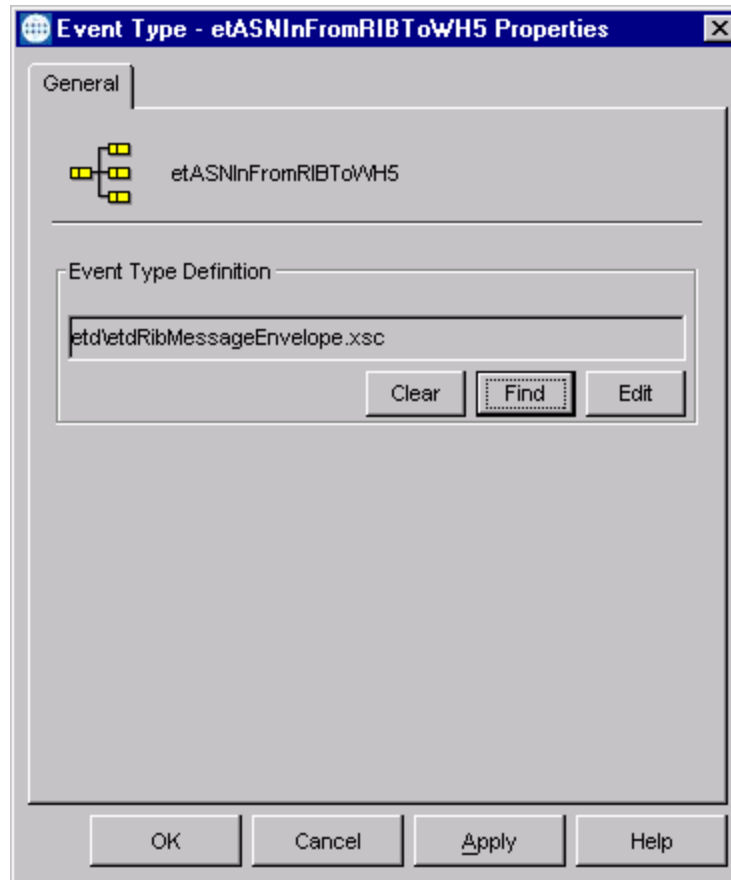 Event Type - etASNInFromRIBToWH5 Properties
General
etASNInFromRIBToWH5
Event Type Definition
etd\etdRibMessageEnvelope.xsc
Clear Find Edit
OK Cancel Apply Help